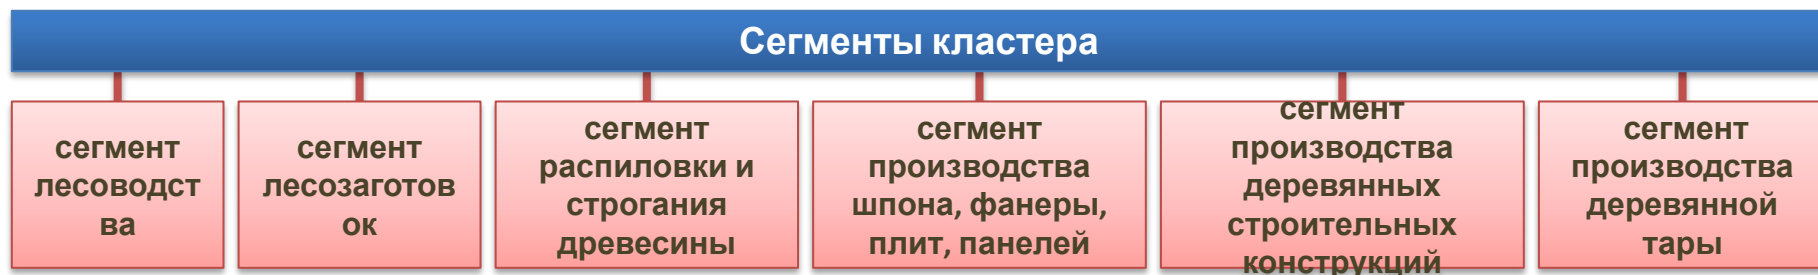 Сегменты кластера
сегмент
лесоводст
ва
сегмент
лесозаготов
ок
сегмент
распиловки и
строгания
древесины
сегмент
производства
шпона, фанеры,
плит, панелей
сегмент
производства
деревянных
строительных
конструкций
сегмент
производства
деревянной
тары